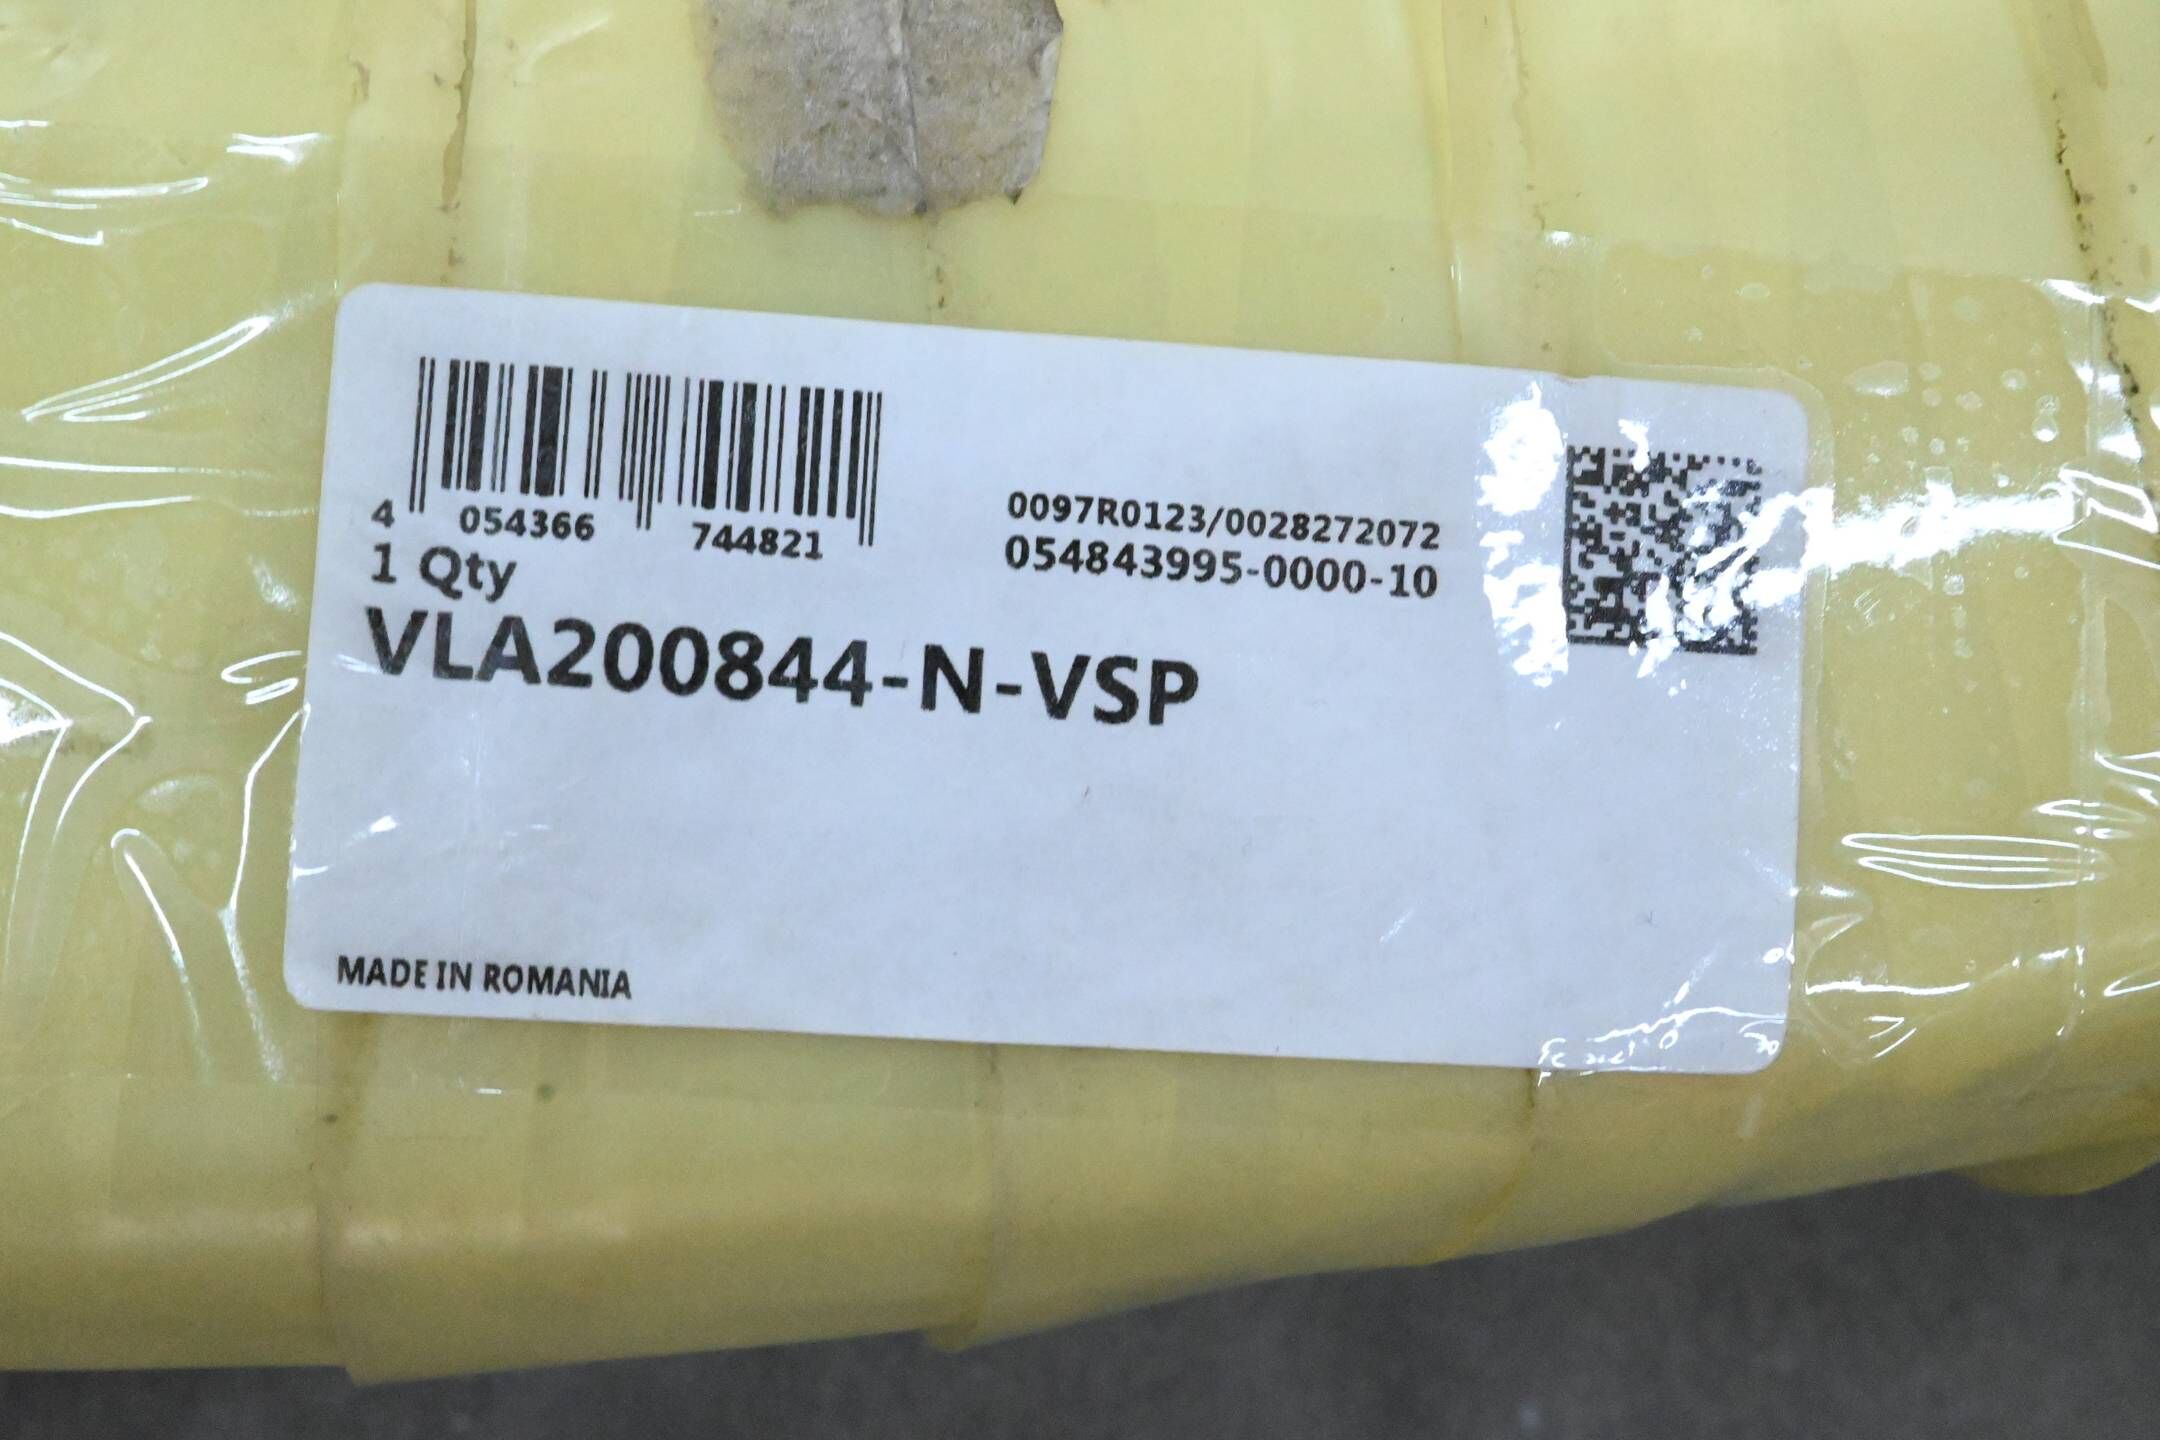 4 054366 744821
1 Qty
0097R0123/0028272072
054843995-0000-10
VLA200844-N-VSP
MADE IN ROMANIA